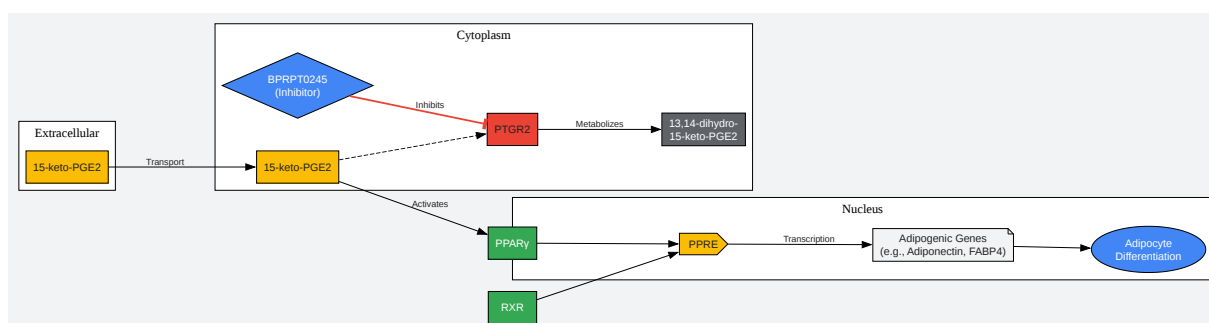 Cytoplasm
BPRPT0245
(Inhibitor)
Inhibits
PTGR2
Metabolizes
13,14-dihydro-
15-keto-PGE2
Extracellular
15-keto-PGE2
Transport
15-keto-PGE2
Activates
Nucleus
PPARγ
PPRE
Transcription
Adipogenic Genes
(e.g., Adiponectin, FABP4)
Adipocyte
Differentiation
RXR